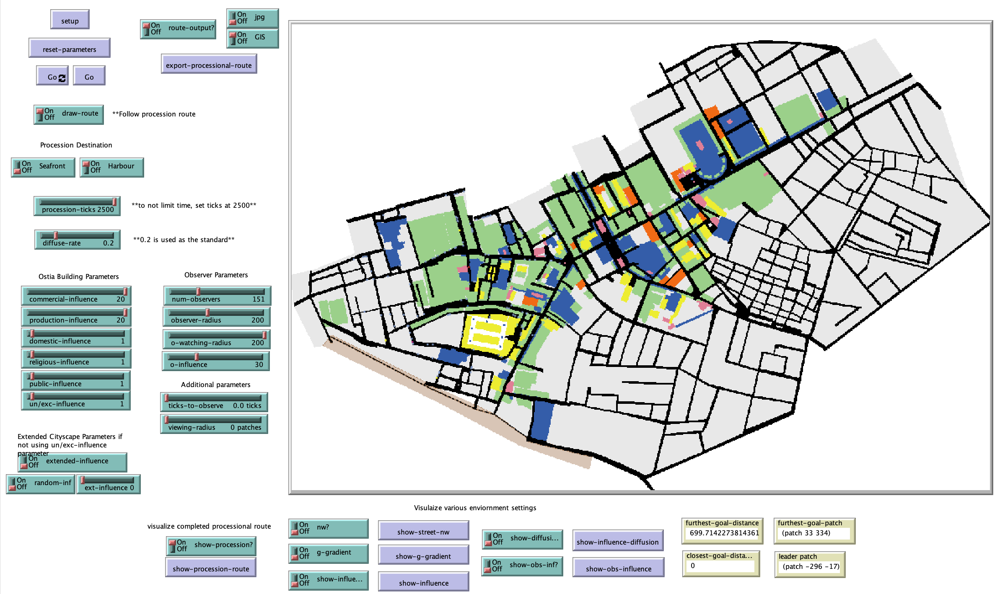 setup
reset-parameters
Go
Go
On
Off
route-output?
On
Off
jpg
On
Off
GIS
export-processional-route
On
Off
draw-route
**Follow procession route
Procession Destination
On
Off
Seafront
On
Off
Harbour
procession-ticks 2500
**to not limit time, set ticks at 2500**
diffuse-rate 0.2
**0.2 is used as the standard**
Ostia Building Parameters
commercial-influence 20
production-influence 20
domestic-influence 1
religious-influence 1
public-influence 1
un/exc-influence 1
Observer Parameters
num-observers 151
observer-radius 200
o-watching-radius 200
o-influence 30
Additional parameters
ticks-to-observe 0.0 ticks
viewing-radius 0 patches
Extended Cityscape Parameters if
not using un/exc-influence
parameter
On
Off
extended-influence
On
Off
random-inf
ext-influence 0
visualize completed processional route
On
Off
show-procession?
show-procession-route
Visulaize various enviornment settings
On
Off
nw?
show-street-nw
On
Off
g-gradient
show-g-gradient
On
Off
show-influe...
show-influence
On
Off
show-diffusi...
show-influence-diffusion
On
Off
show-obs-inf?
show-obs-influence
furthest-goal-distance
699.7142273814361
furthest-goal-patch
(patch 33 334)
closest-goal-dista...
0
leader patch
(patch -296 -17)